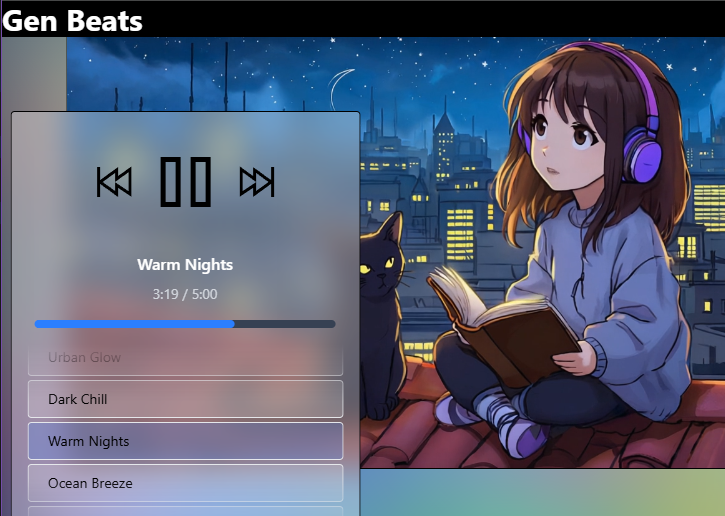 Gen Beats
Warm Nights
3:19 / 5:00
Urban Glow
Dark Chill
Warm Nights
Ocean Breeze